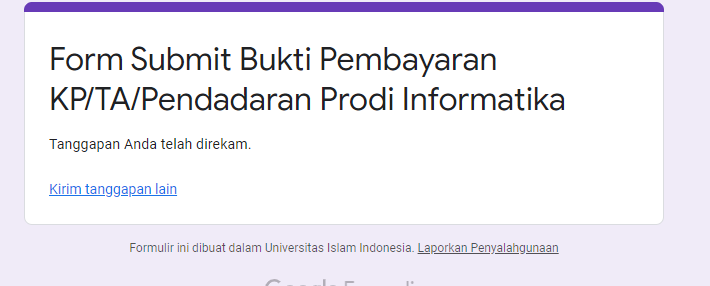 Form Submit Bukti Pembayaran
KP/TA/Pendadaran Prodi Informatika
Tanggapan Anda telah direkam.
Kirim tanggapan lain
Formulir ini dibuat dalam Universitas Islam Indonesia. Laporkan Penyalahgunaan